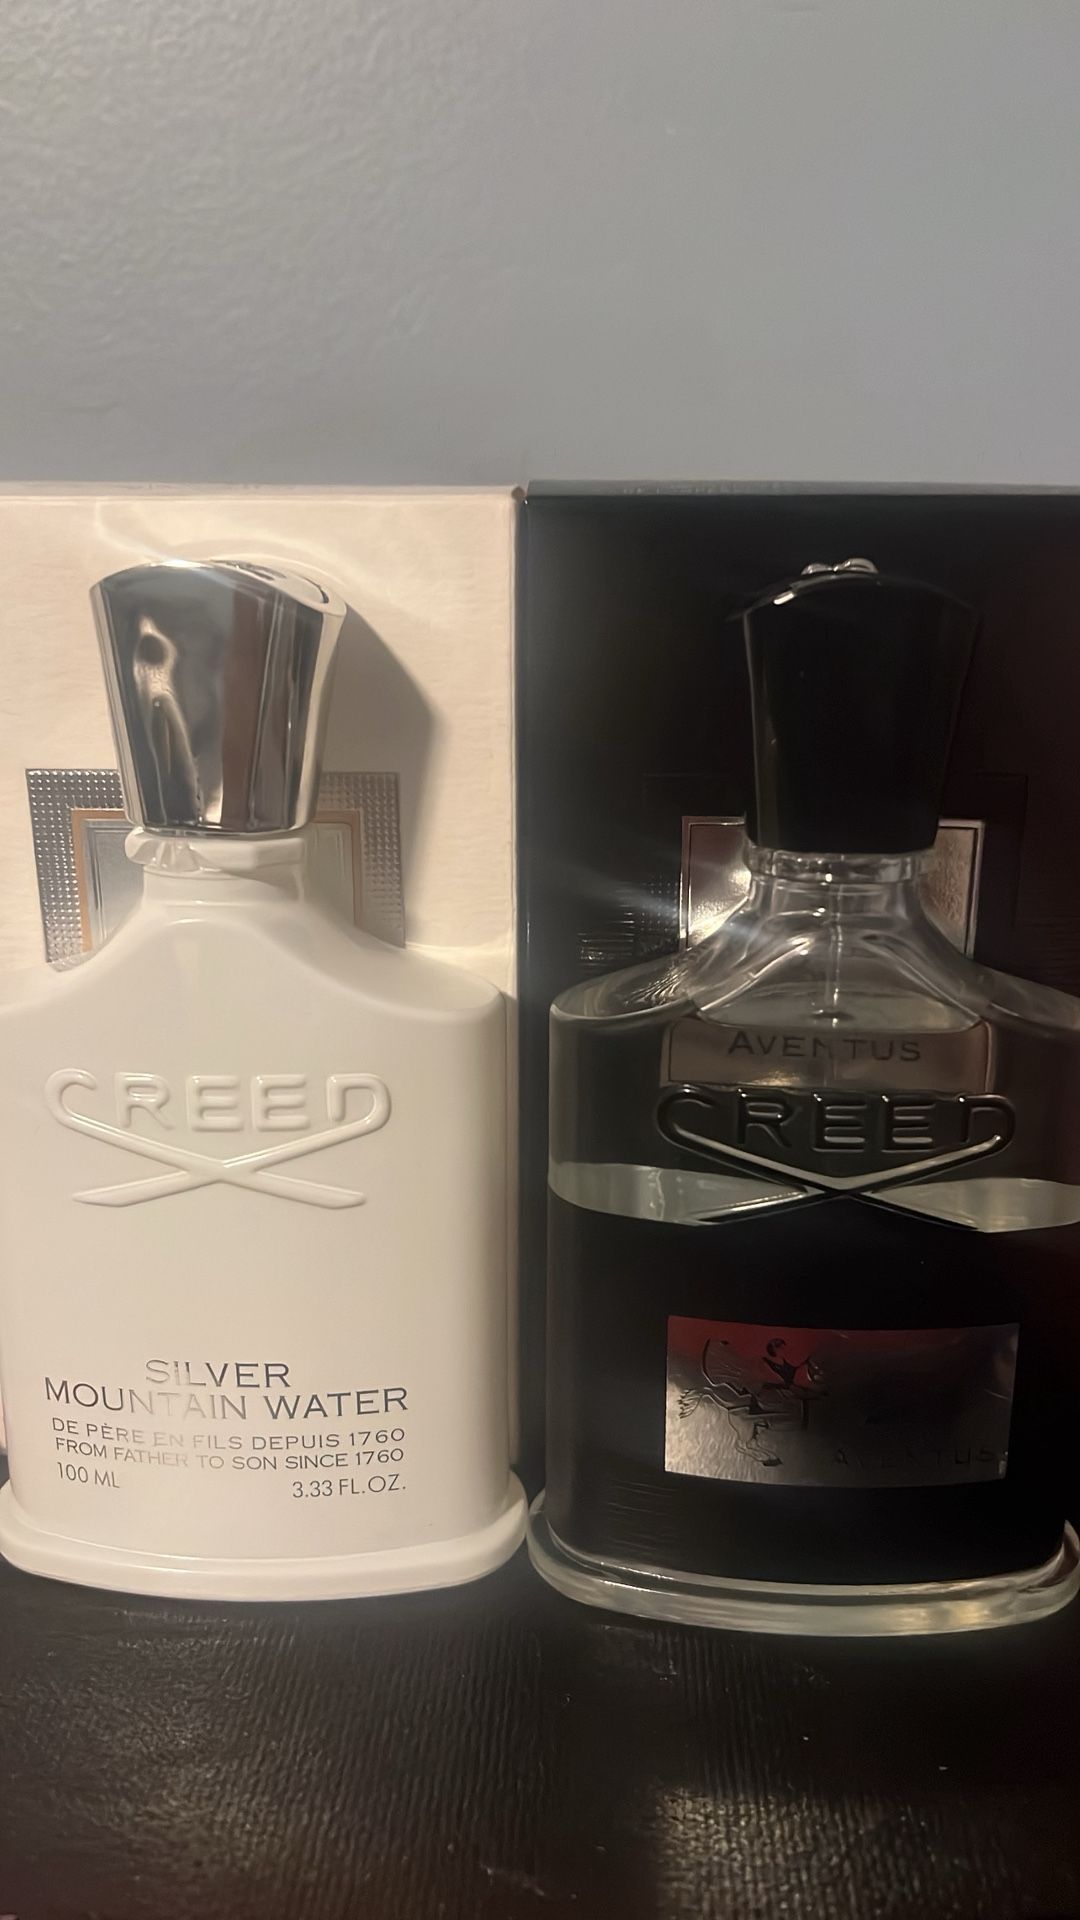 CREED
SILVER
MOUNTAIN WATER
DE PÈRE EN FILS DEPUIS 1760
FROM FATHER TO SON SINCE 1760
100 ML 3.33 FL.OZ.
AVENTUS
CREED
AVENTUS